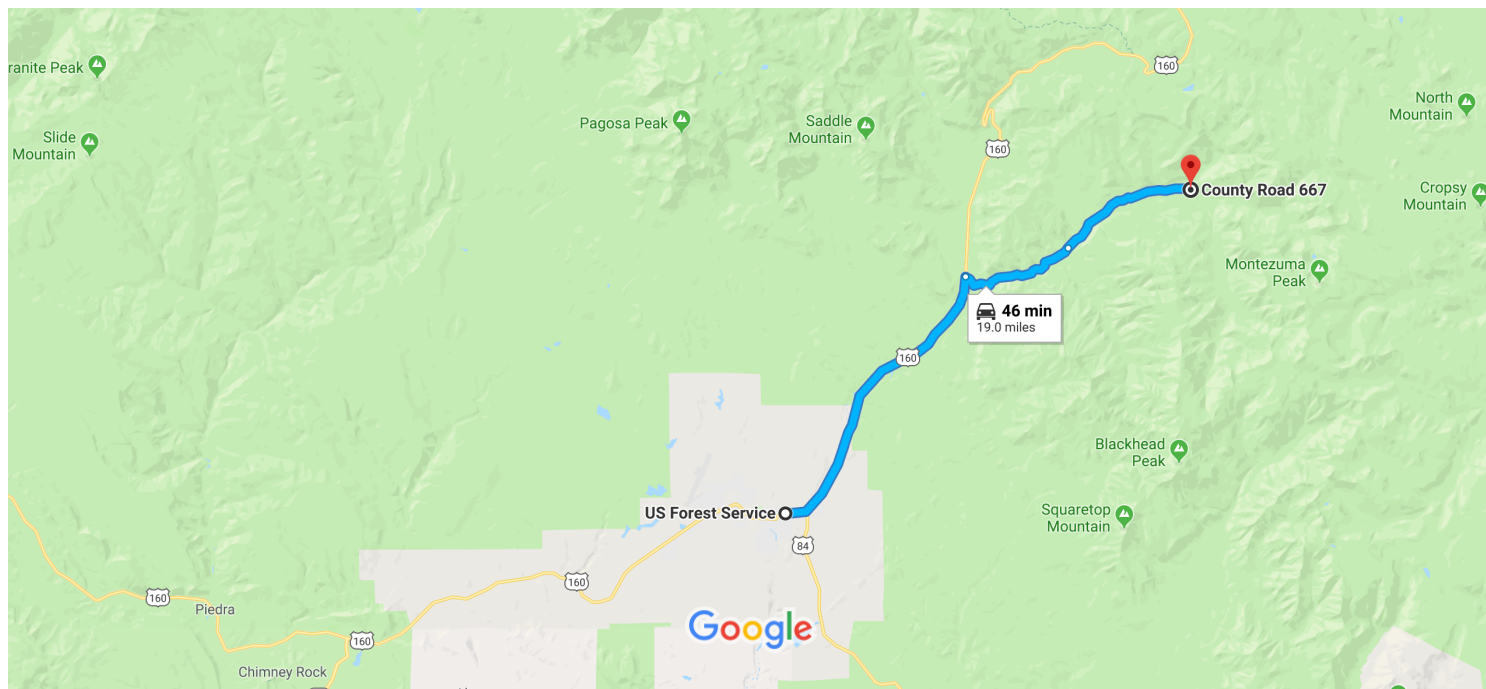 160
ranite Peak
North
Mountain
Pagosa Peak
Saddle
Mountain
Slide
Mountain
160
County Road 667
Cropsy
Mountain
Montezuma
Peak
46 min
19.0 miles
160
Blackhead
Peak
US Forest Service
Squaretop
Mountain
84
160
160
Piedra
Google
160
Chimney Rock